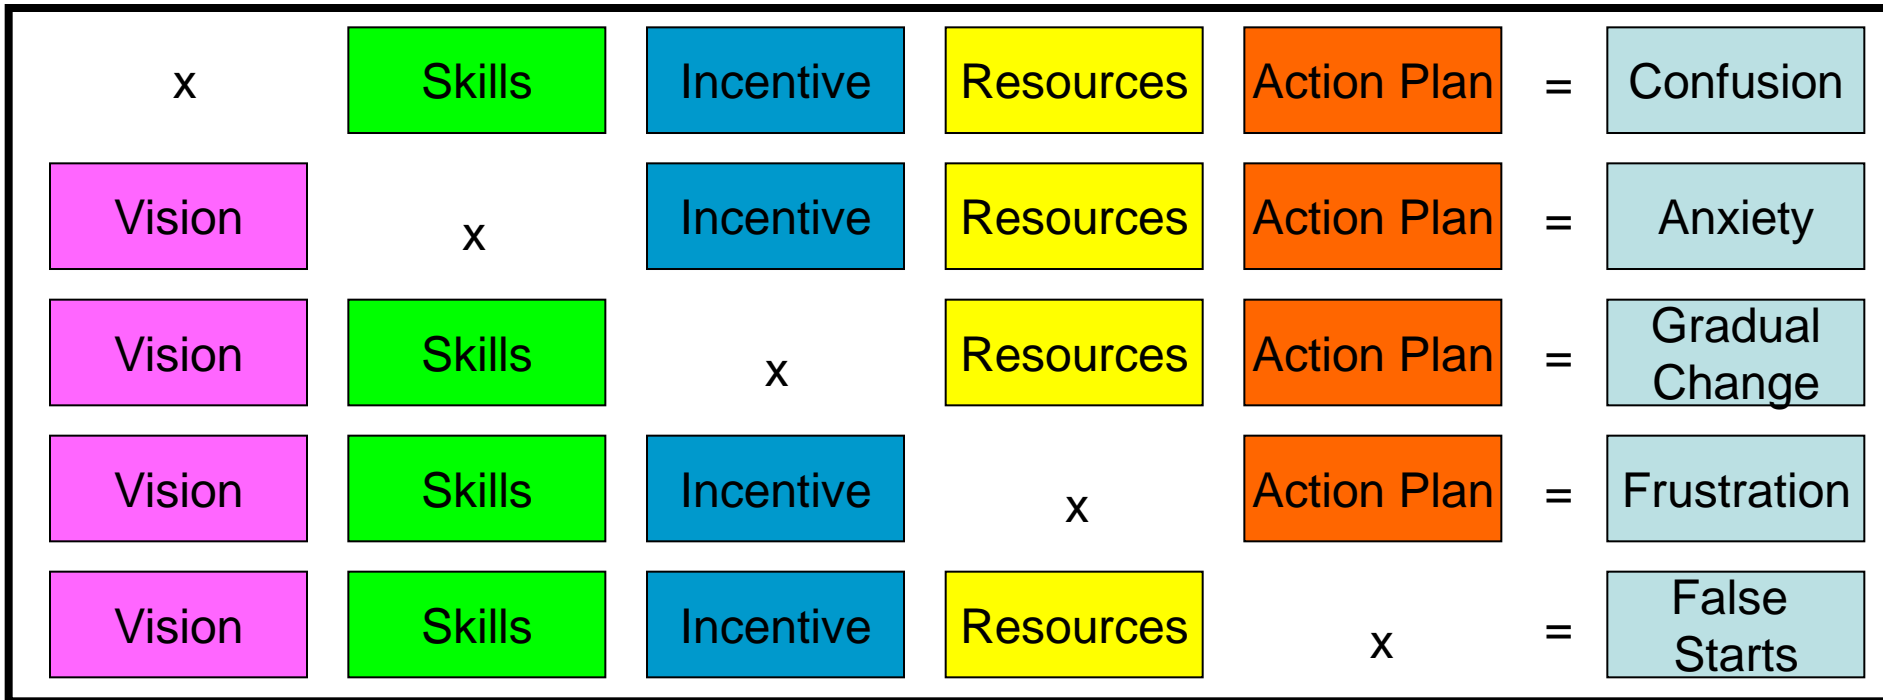 x Skills Incentive Resources Action Plan = Confusion
Vision x Incentive Resources Action Plan = Anxiety
Vision Skills x Resources Action Plan = Gradual
Change
Vision Skills Incentive x Action Plan = Frustration
Vision Skills Incentive Resources x = False
Starts